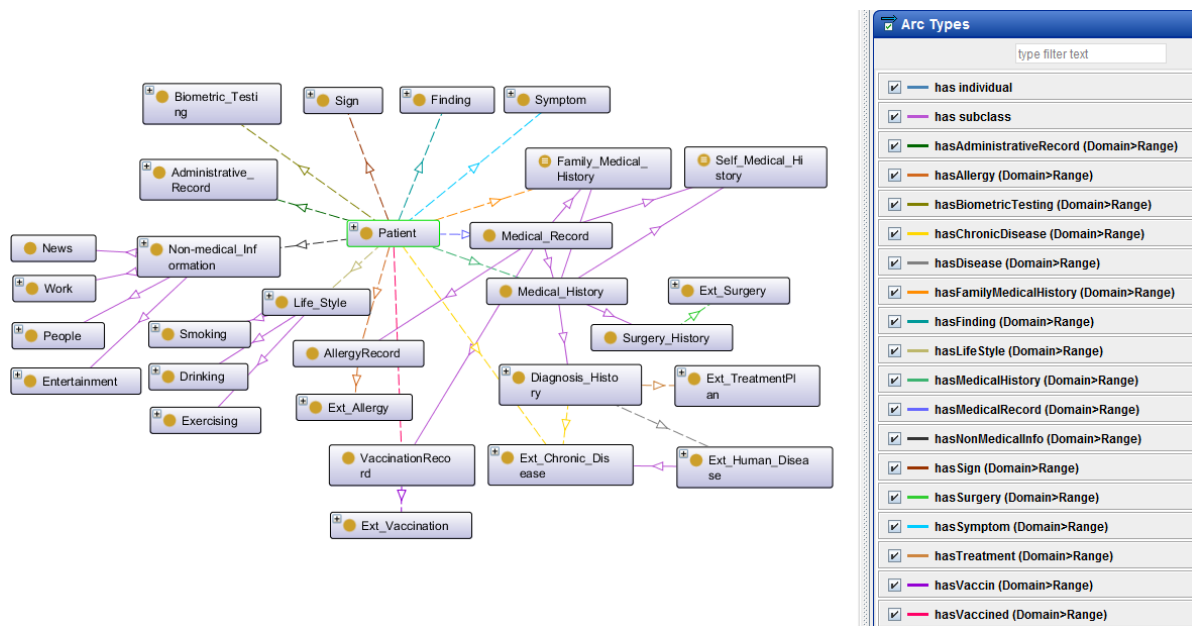 Arc Types
type filter text
Biometric_Testi
ng
Sign
Finding
Symptom
Administrative_
Record
Family_Medical_
History
Self_Medical_Hi
story
Patient
Medical_Record
News
Non-medical_Inf
ormation
Work
Medical_History
Ext_Surgery
Life_Style
People
Smoking
Surgery_History
AllergyRecord
Entertainment
Drinking
Diagnosis_Histo
ry
Ext_TreatmentPl
an
Ext_Allergy
Exercising
VaccinationReco
rd
Ext_Chronic_Dis
ease
Ext_Human_Disea
se
Ext_Vaccination
has individual
has subclass
hasAdministrativeRecord (Domain>Range)
hasAllergy (Domain>Range)
hasBiometricTesting (Domain>Range)
hasChronicDisease (Domain>Range)
hasDisease (Domain>Range)
hasFamilyMedicalHistory (Domain>Range)
hasFinding (Domain>Range)
hasLifeStyle (Domain>Range)
hasMedicalHistory (Domain>Range)
hasMedicalRecord (Domain>Range)
hasNonMedicalInfo (Domain>Range)
hasSign (Domain>Range)
hasSurgery (Domain>Range)
hasSymptom (Domain>Range)
hasTreatment (Domain>Range)
hasVaccin (Domain>Range)
hasVaccined (Domain>Range)